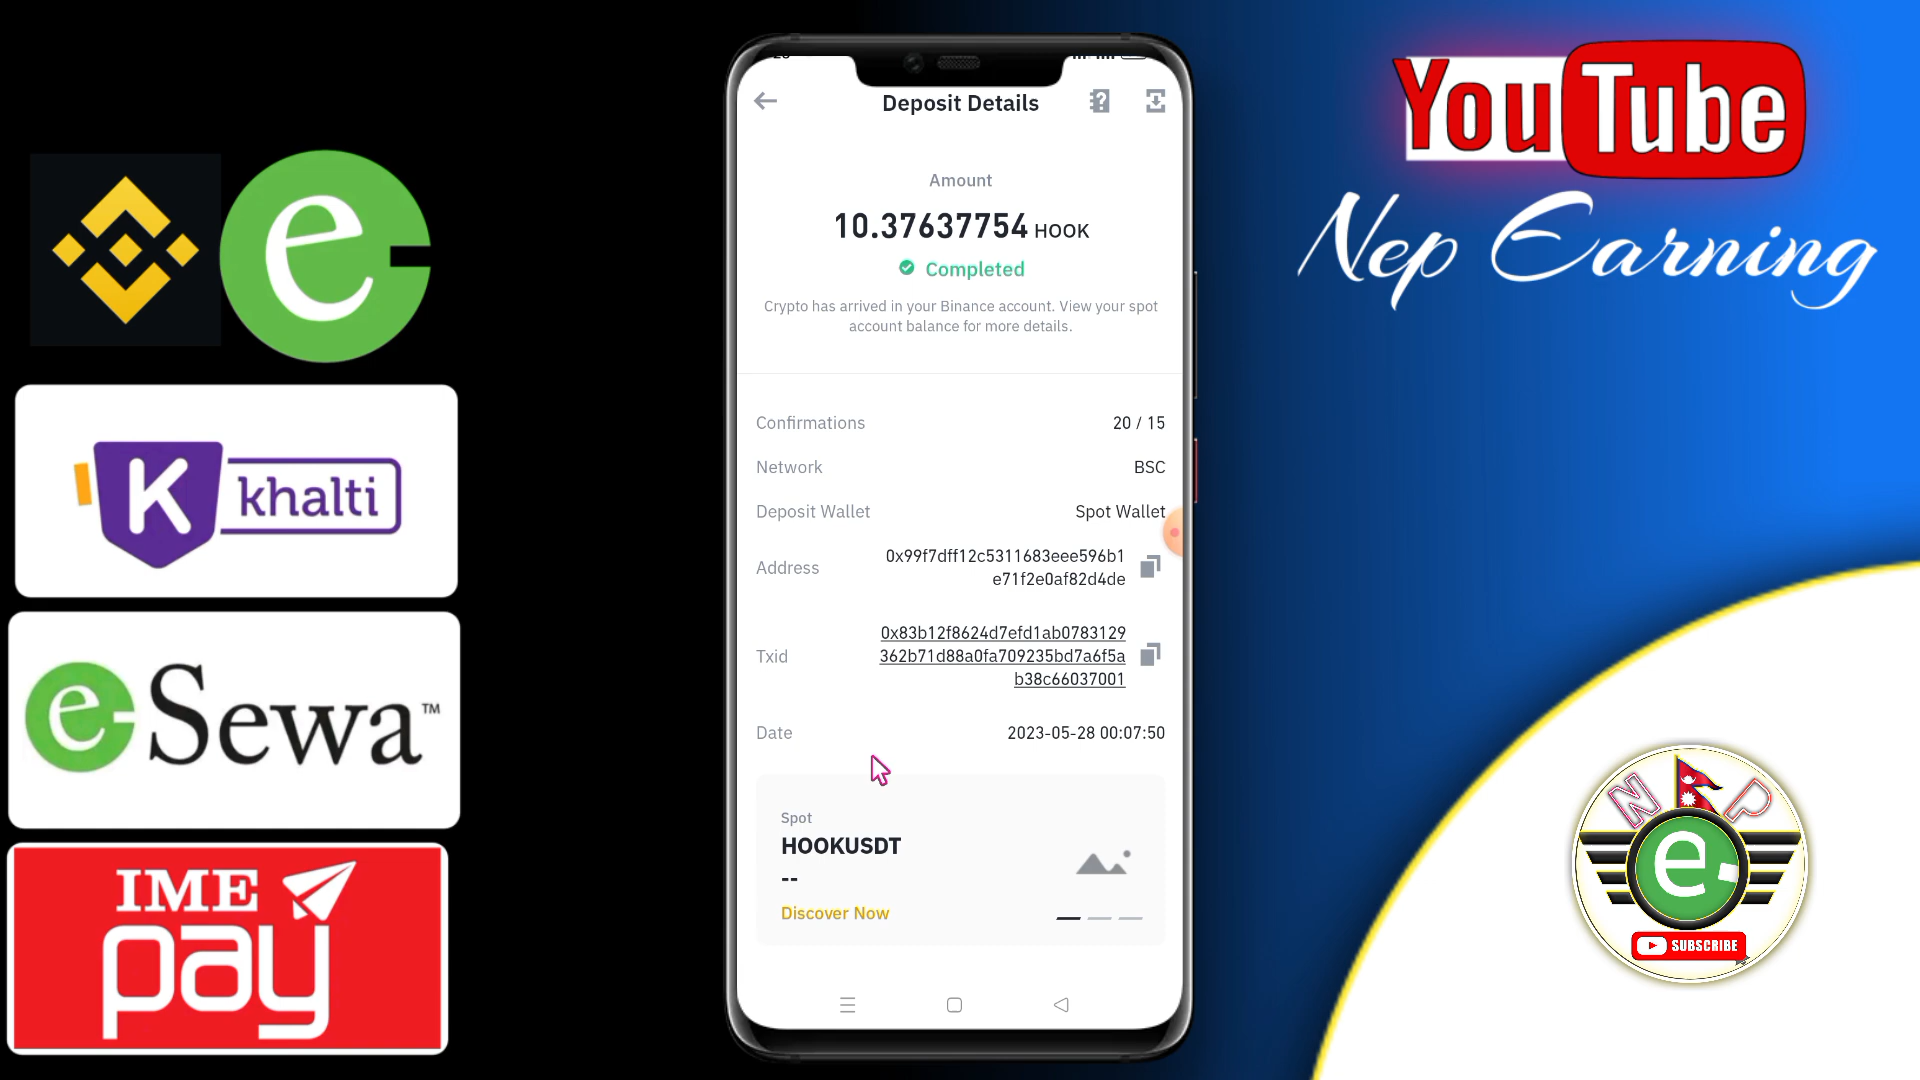 YouTube
Nep Earning
e
K khalti
e Sewa™
IME
pay
Deposit Details
Amount
10.37637754 HOOK
Completed
Crypto has arrived in your Binance account. View your spot
account balance for more details.
Confirmations 20 / 15
Network BSC
Deposit Wallet Spot Wallet
Address 0x99f7dff12c5311683eee596b1
e71f2e0af82d4de
Txid 0x83b12f8624d7efd1ab0783129
362b71d88a0fa709235bd7a6f5a
b38c66037001
Date 2023-05-28 00:07:50
Spot
HOOKUSDT
--
Discover Now
N P
e
SUBSCRIBE